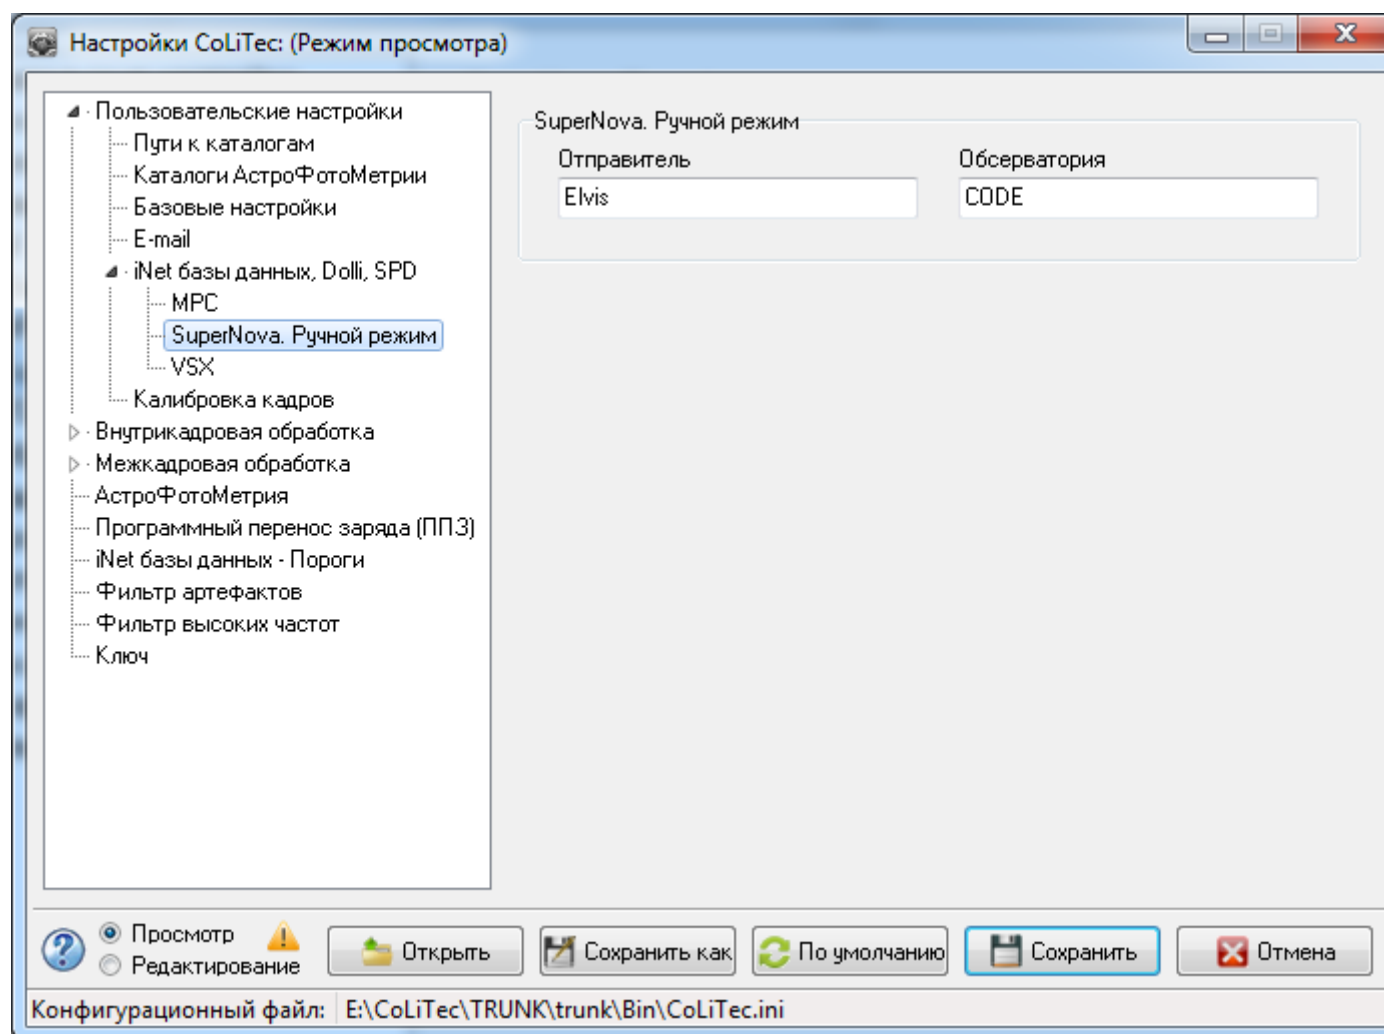 Настройки CoLiTec: (Режим просмотра)
Пользовательские настройки
Пути к каталогам
Каталоги АстроФотоМетрии
Базовые настройки
E-mail
iNet базы данных, Dolli, SPD
MPC
SuperNova. Ручной режим
VSX
Калибровка кадров
Внутрикадровая обработка
Межкадровая обработка
АстроФотоМетрия
Программный перенос заряда (ППЗ)
iNet базы данных - Пороги
Фильтр артефактов
Фильтр высоких частот
Ключ
SuperNova. Ручной режим
Отправитель Обсерватория
Elvis CODE
Просмотр
Редактирование
Открыть Сохранить как По умолчанию Сохранить Отмена
Конфигурационный файл: E:\CoLiTec\TRUNK\trunk\Bin\CoLiTec.ini